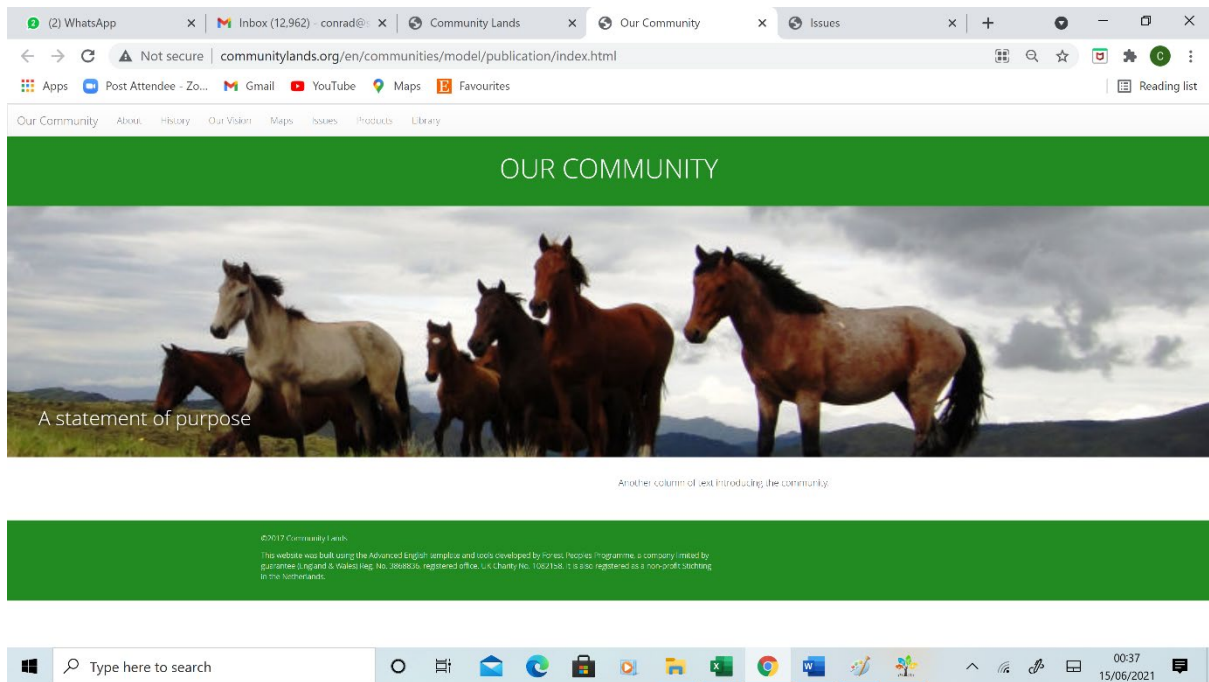 (2) WhatsApp
Inbox (12,962) - conrad@s
Community Lands
Our Community
Issues
Not secure | communitylands.org/en/communities/model/publication/index.html
C
Apps Post Attendee - Zo... Gmail YouTube Maps E Favourites Reading list
Our Community About History Our Vision Maps Issues Products Library
OUR COMMUNITY
A statement of purpose
Another column of text introducing the community.
©2017 Community Lands
This website was built using the Advanced English template and tools developed by Forest Peoples Programme, a company limited by
guarantee (England & Wales) Reg. No. 3868836, registered office, UK Charity No. 1082158. It is also registered as a non-profit Stichting
in the Netherlands.
Type here to search
00:37
15/06/2021